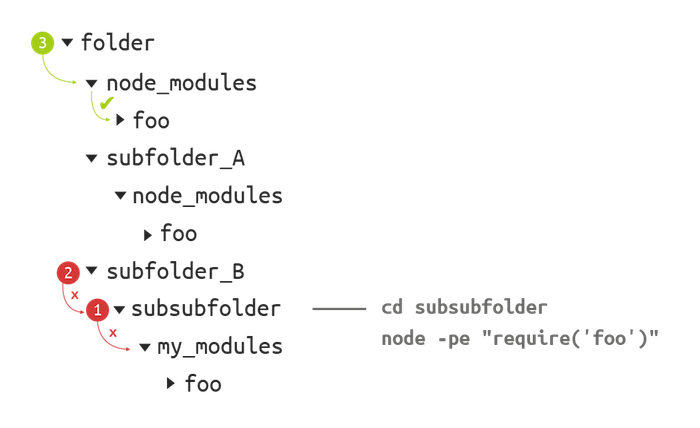 3 folder
node_modules
foo
subfolder_A
node_modules
foo
2 subfolder_B
x 1 subsubfolder
cd subsubfolder
node -pe "require('foo')"
x my_modules
foo